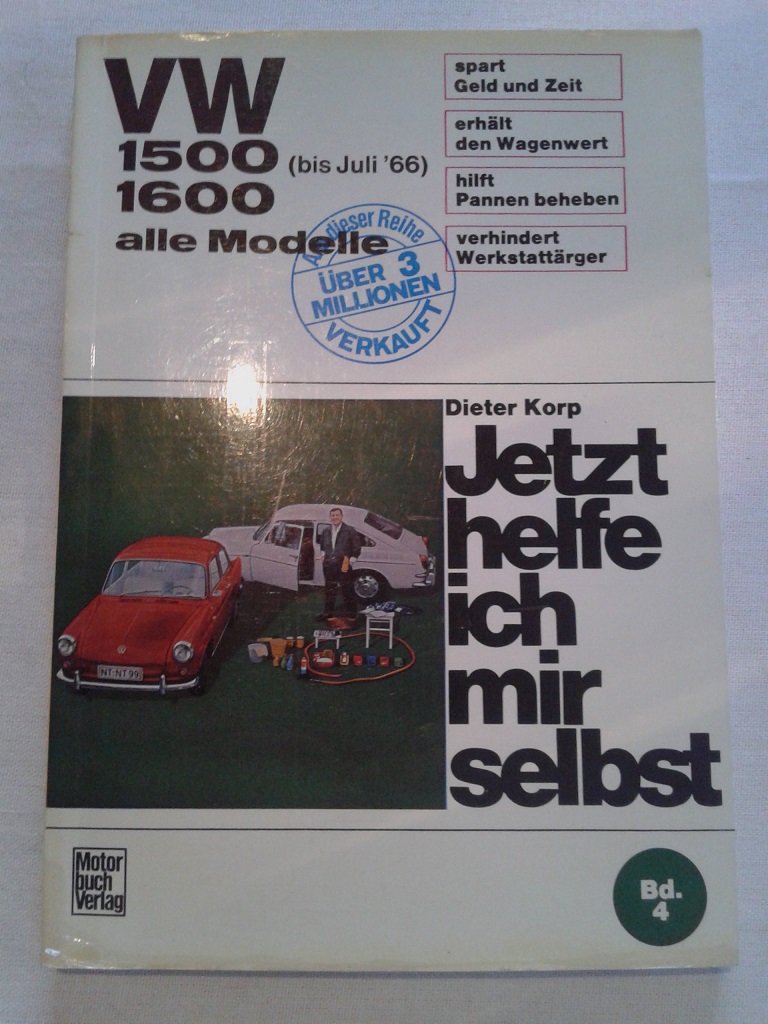 VW
1500 (bis Juli '66)
1600
alle Modelle
spart
Geld und Zeit
erhält
den Wagenwert
hilft
Pannen beheben
verhindert
Werkstattärger
Aus dieser Reihe
ÜBER 3
MILLIONEN
VERKAUFT
Dieter Korp
Jetzt
helfe
ich
mir
selbst
NT-NT 99
Motor
buch
Verlag
Bd.
4